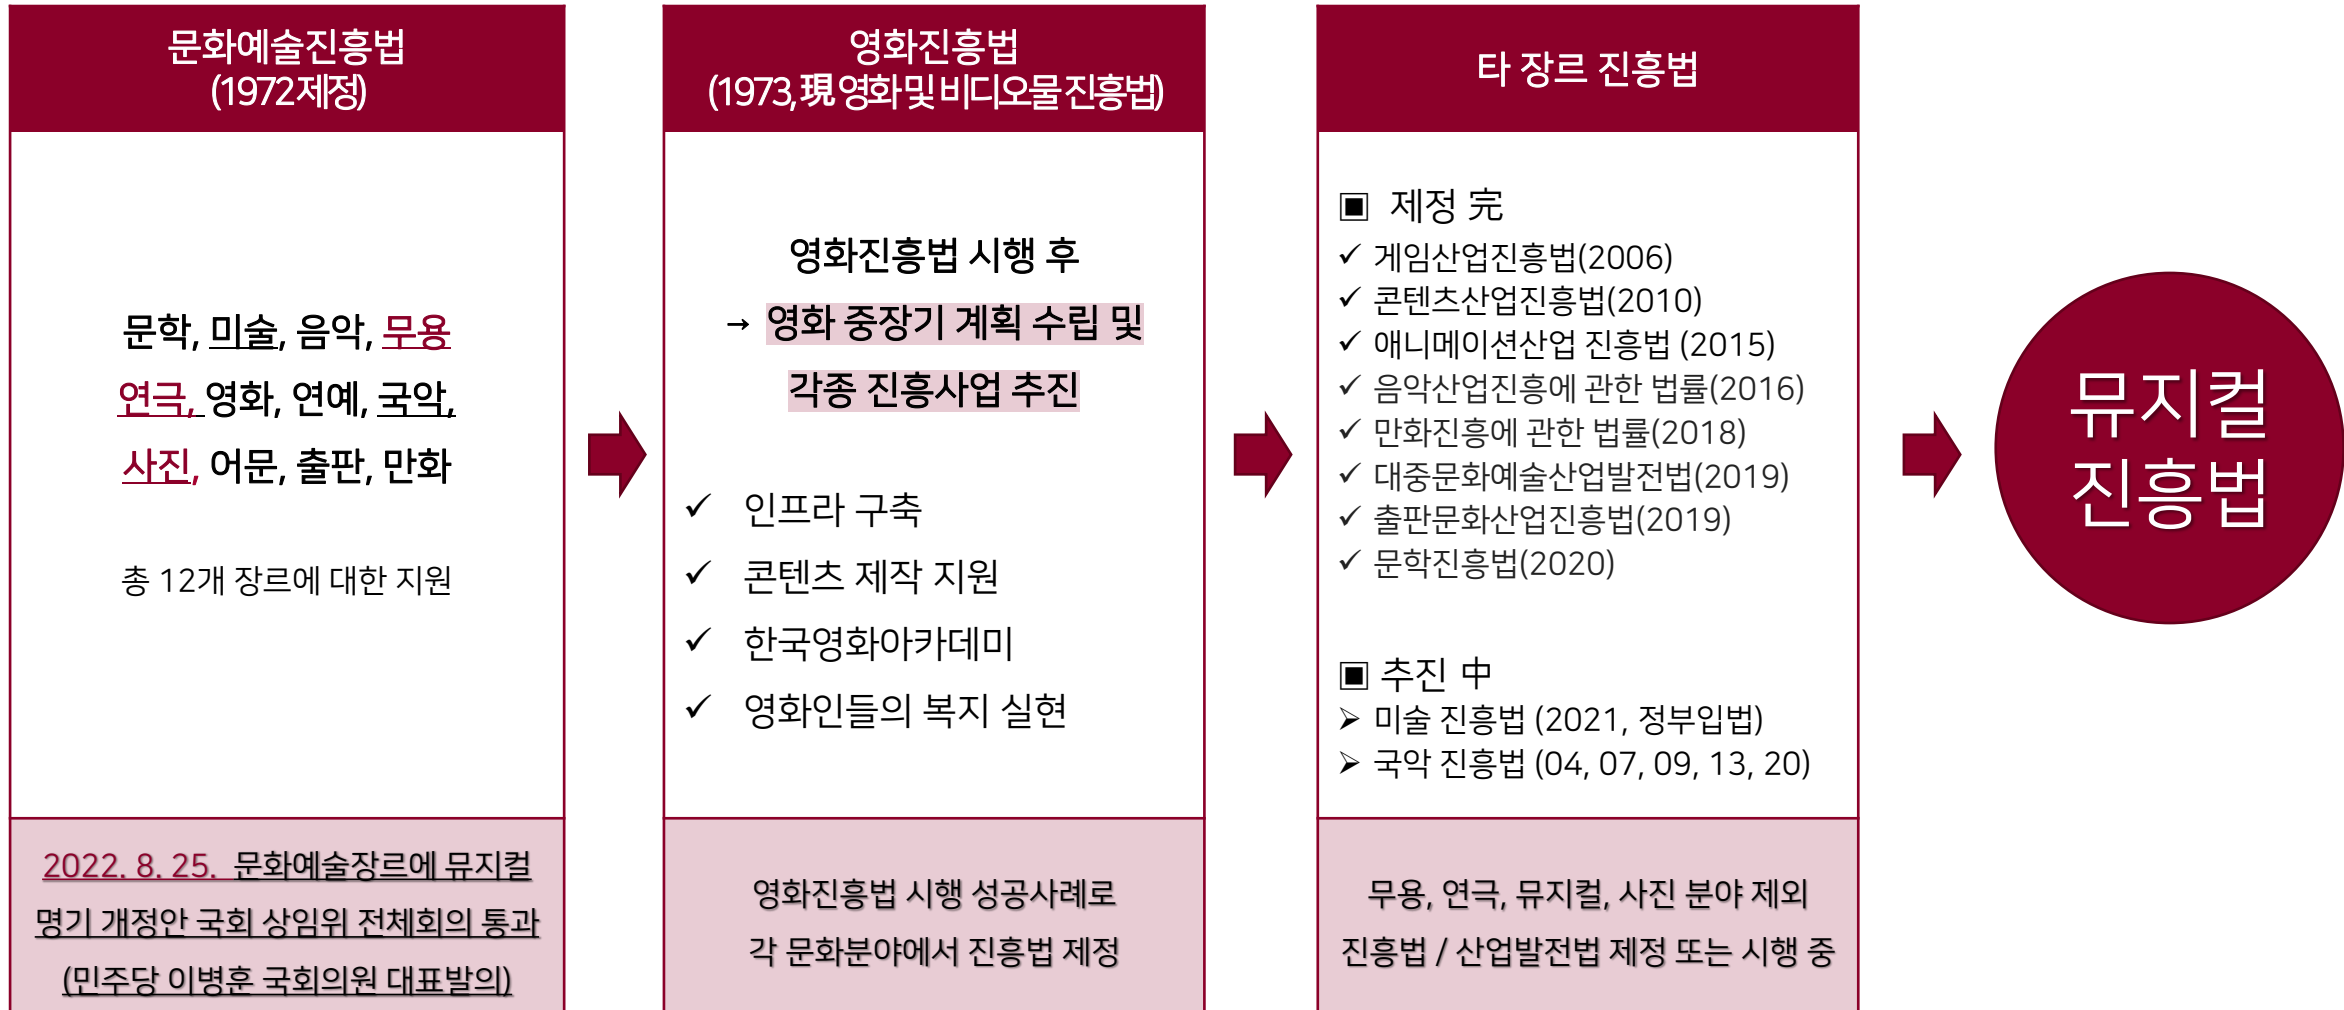 문화예술진흥법
(1972제정)
문학, 미술, 음악, 무용
연극, 영화, 연예, 국악,
사진, 어문, 출판, 만화
총 12개 장르에 대한 지원
2022. 8. 25. 문화예술장르에 뮤지컬
명기 개정안 국회 상임위 전체회의 통과
(민주당 이병훈 국회의원 대표발의)
영화진흥법
(1973, 現 영화 및 비디오물 진흥법)
영화진흥법 시행 후
→ 영화 중장기 계획 수립 및
각종 진흥사업 추진
✓ 인프라 구축
✓ 콘텐츠 제작 지원
✓ 한국영화아카데미
✓ 영화인들의 복지 실현
영화진흥법 시행 성공사례로
각 문화분야에서 진흥법 제정
타 장르 진흥법
▣ 제정 完
✓ 게임산업진흥법(2006)
✓ 콘텐츠산업진흥법(2010)
✓ 애니메이션산업 진흥법 (2015)
✓ 음악산업진흥에 관한 법률(2016)
✓ 만화진흥에 관한 법률(2018)
✓ 대중문화예술산업발전법(2019)
✓ 출판문화산업진흥법(2019)
✓ 문학진흥법(2020)
▣ 추진 中
➢ 미술 진흥법 (2021, 정부입법)
➢ 국악 진흥법 (04, 07, 09, 13, 20)
무용, 연극, 뮤지컬, 사진 분야 제외
진흥법 / 산업발전법 제정 또는 시행 중
뮤지컬
진흥법